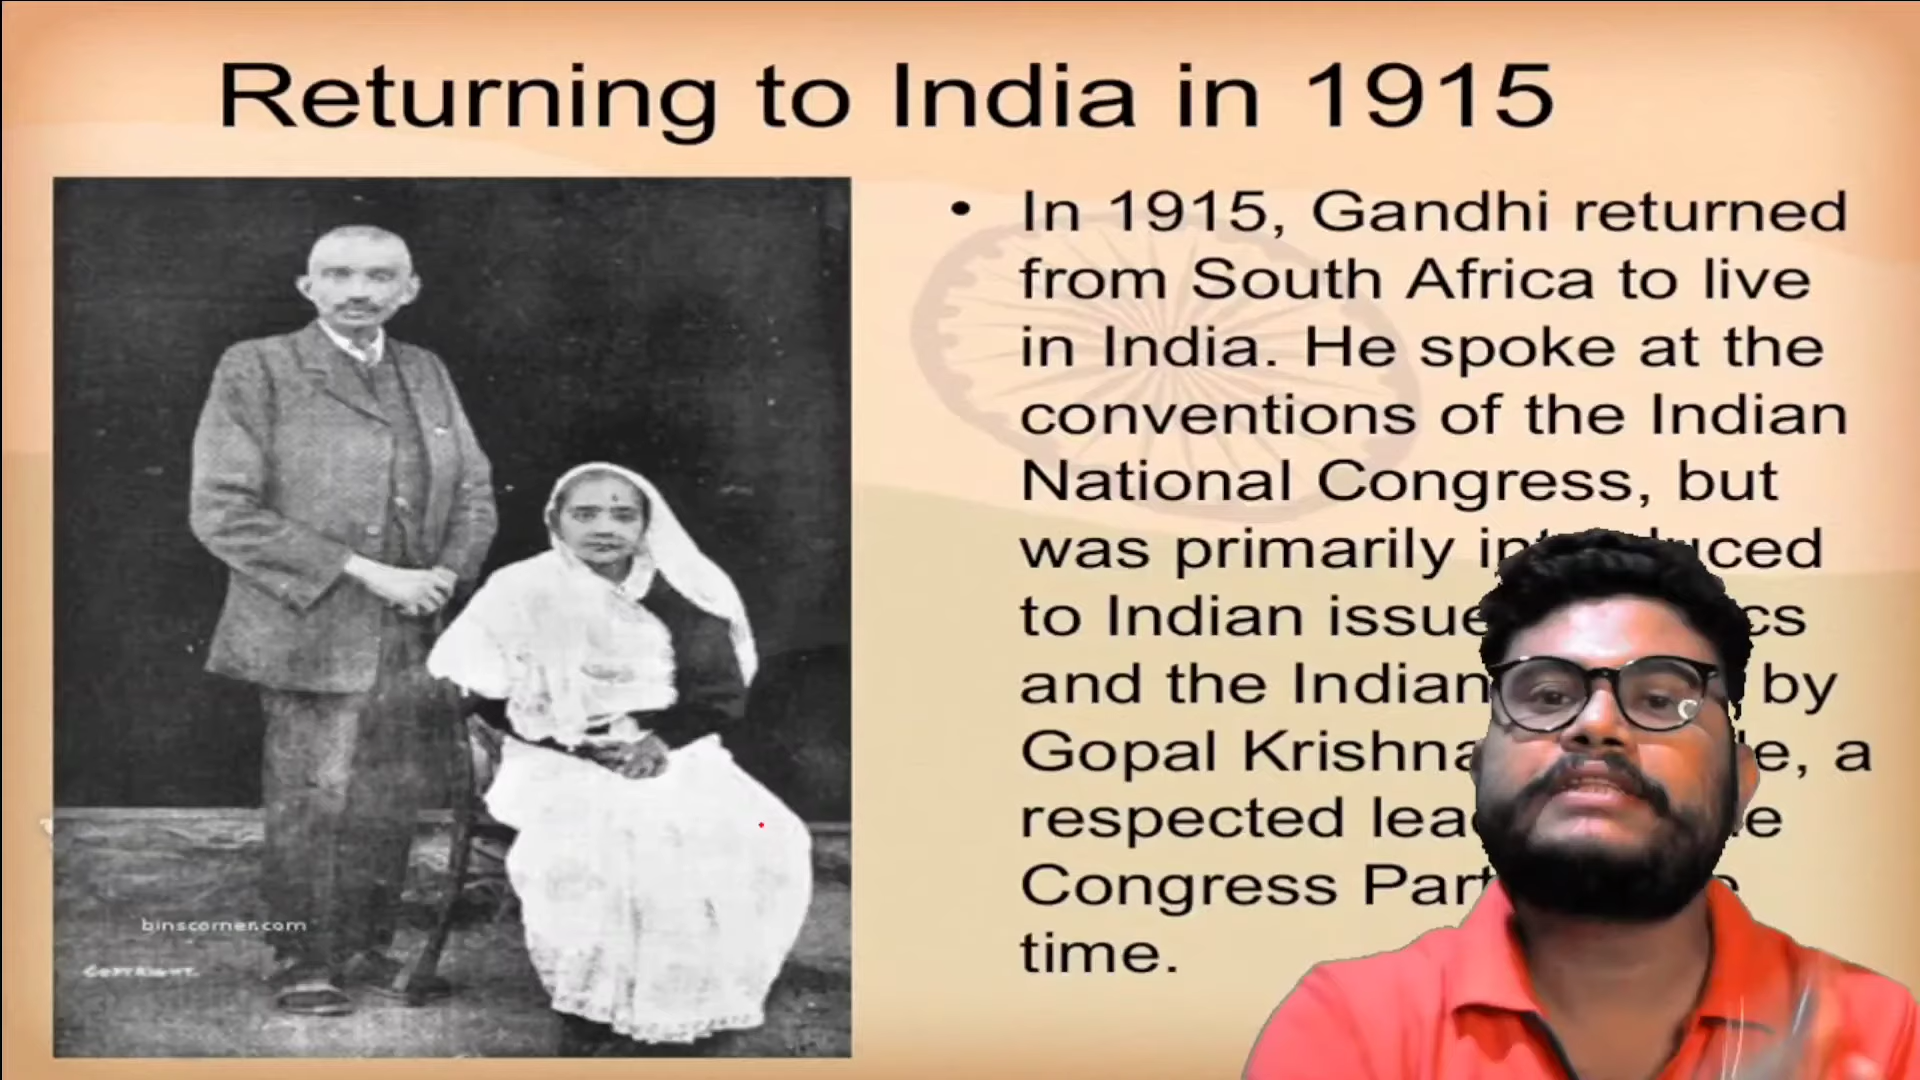 Returning to India in 1915
• In 1915, Gandhi returned
from South Africa to live
in India. He spoke at the
conventions of the Indian
National Congress, but
was primarily
to Indian
and the Indian by
Gopal Krishna a
respected
Congress
time.
binscorner.com
COPYRIGHT.